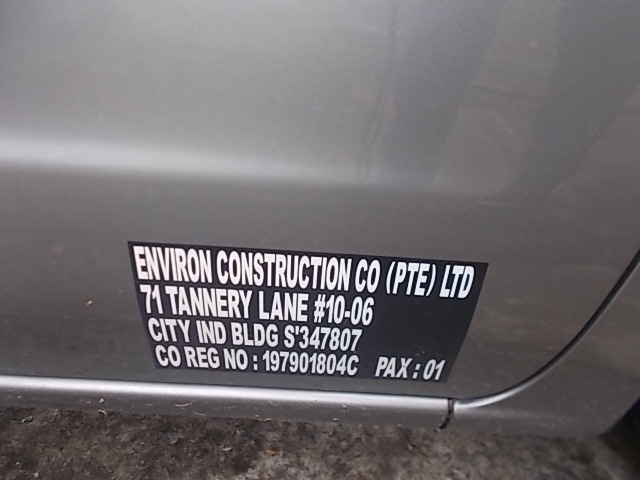 ENVIRON CONSTRUCTION CO (PTE) LTD
71 TANNERY LANE #10-06
CITY IND BLDG S'347807
CO REG NO : 197901804C PAX : 01